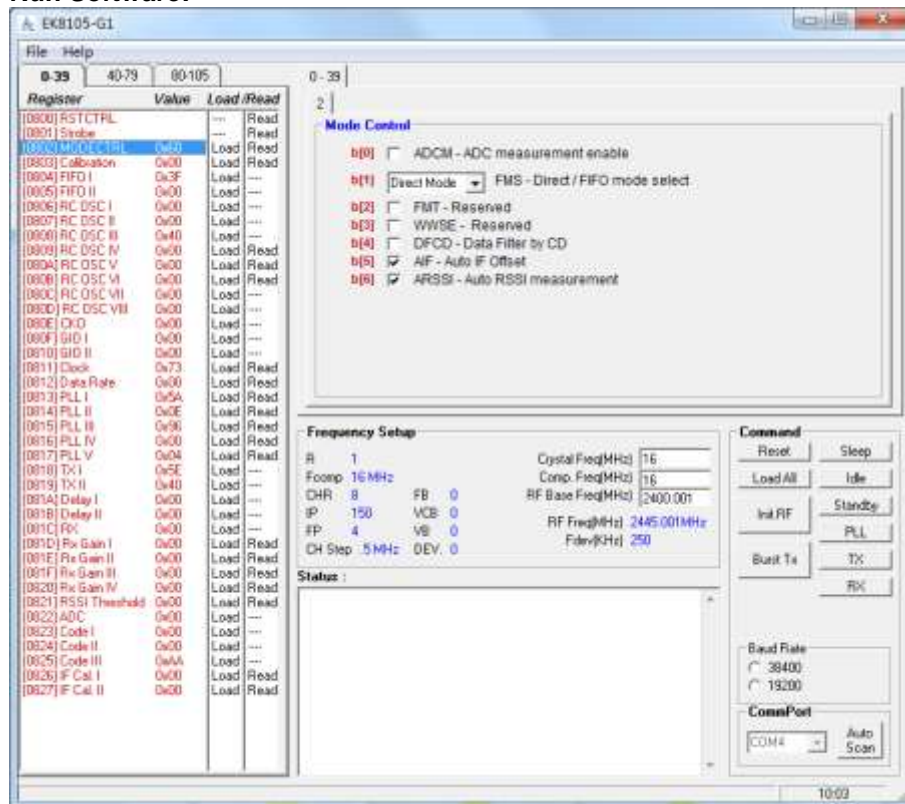 Run Software:
EK8105-G1
File Help
0-39 40-79 80-105
Register Value Load /Read
[0800] RSTCTRL ---- Read
[0801] Strobe ---- Read
[0802] MODECTRL 0x60 Load Read
[0803] Calibration 0x00 Load Read
[0804] FIFO I 0x3F Load ----
[0805] FIFO II 0x00 Load ----
[0806] RC OSC I 0x00 Load ----
[0807] RC OSC II 0x00 Load ----
[0808] RC OSC III 0x40 Load ----
[0809] RC OSC IV 0x00 Load Read
[080A] RC OSC V 0x00 Load Read
[080B] RC OSC VI 0x00 Load Read
[080C] RC OSC VII 0x00 Load ----
[080D] RC OSC VIII 0x00 Load ----
[080E] CKO 0x00 Load ----
[080F] GIO I 0x00 Load ----
[0810] GIO II 0x00 Load ----
[0811] Clock 0x73 Load Read
[0812] Data Rate 0x00 Load Read
[0813] PLL I 0x5A Load Read
[0814] PLL II 0x0E Load Read
[0815] PLL III 0x96 Load Read
[0816] PLL IV 0x00 Load Read
[0817] PLL V 0x04 Load Read
[0818] TX I 0x5E Load ----
[0819] TX II 0x40 Load ----
[081A] Delay I 0x00 Load ----
[081B] Delay II 0x00 Load ----
[081C] RX 0x00 Load ----
[081D] Rx Gain I 0x00 Load Read
[081E] Rx Gain II 0x00 Load Read
[081F] Rx Gain III 0x00 Load Read
[0820] Rx Gain IV 0x00 Load Read
[0821] RSSI Threshold 0x00 Load Read
[0822] ADC 0x00 Load ----
[0823] Code I 0x00 Load ----
[0824] Code II 0x00 Load ----
[0825] Code III 0xAA Load ----
[0826] IF Cal. I 0x00 Load Read
[0827] IF Cal. II 0x00 Load Read
0 - 39
2
Mode Control
b[0] ADCM - ADC measurement enable
b[1] Direct Mode FMS - Direct / FIFO mode select
b[2] FMT - Reserved
b[3] WWSE - Reserved
b[4] DFCD - Data Filter by CD
b[5] AIF - Auto IF Offset
b[6] ARSSI - Auto RSSI measurement
Frequency Setup
R 1 Crystal Freq(MHz) 16
Fcomp 16 MHz Comp. Freq(MHz) 16
CHR 8 FB 0 RF Base Freq(MHz) 2400.001
IP 150 VCB 0 RF Freq(MHz) 2445.001MHz
FP 4 VB 0 Fdev(KHz) 250
CH Step 5 MHz DEV. 0
Status :
Command
Reset Sleep
Load All Idle
Init RF Standby
PLL
Burst Tx TX
RX
Baud Rate
38400
19200
CommPort
COM4 Auto Scan
10:03